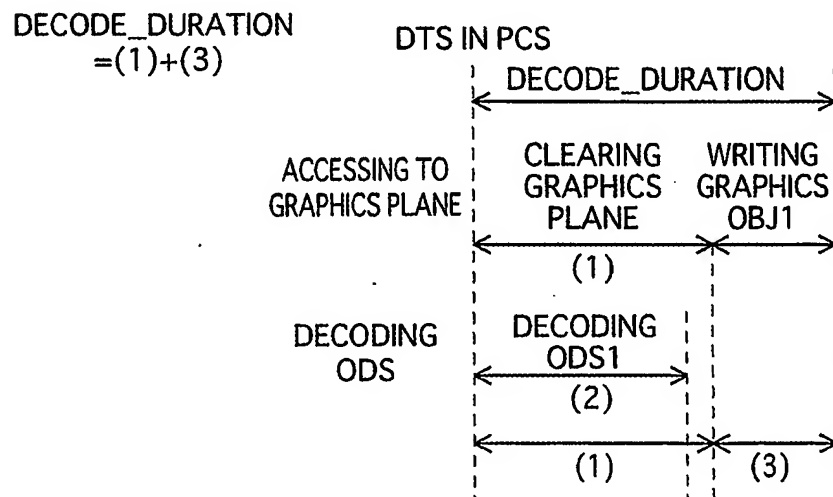 DECODE_DURATION
=(1)+(3)
DTS IN PCS
DECODE_DURATION
ACCESSING TO
GRAPHICS PLANE
CLEARING
GRAPHICS
PLANE
WRITING
GRAPHICS
OBJ1
(1)
DECODING
ODS
DECODING
ODS1
(2)
(1)
(3)